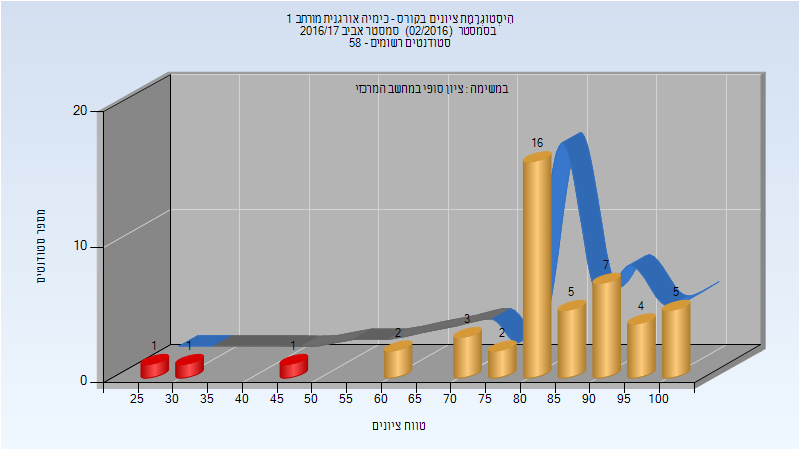 היסטוגרמת ציונים בקורס - כימיה אורגנית מורחב 1
בסמסטר (02/2016) סמסטר אביב 2016/17
סטודנטים רשומים - 58
במשימה : ציון סופי במחשב המרכזי
מספר סטודנטים
20
10
0
1
1
1
2
3
2
16
5
7
4
5
25 30 35 40 45 50 55 60 65 70 75 80 85 90 95 100
טווח ציונים